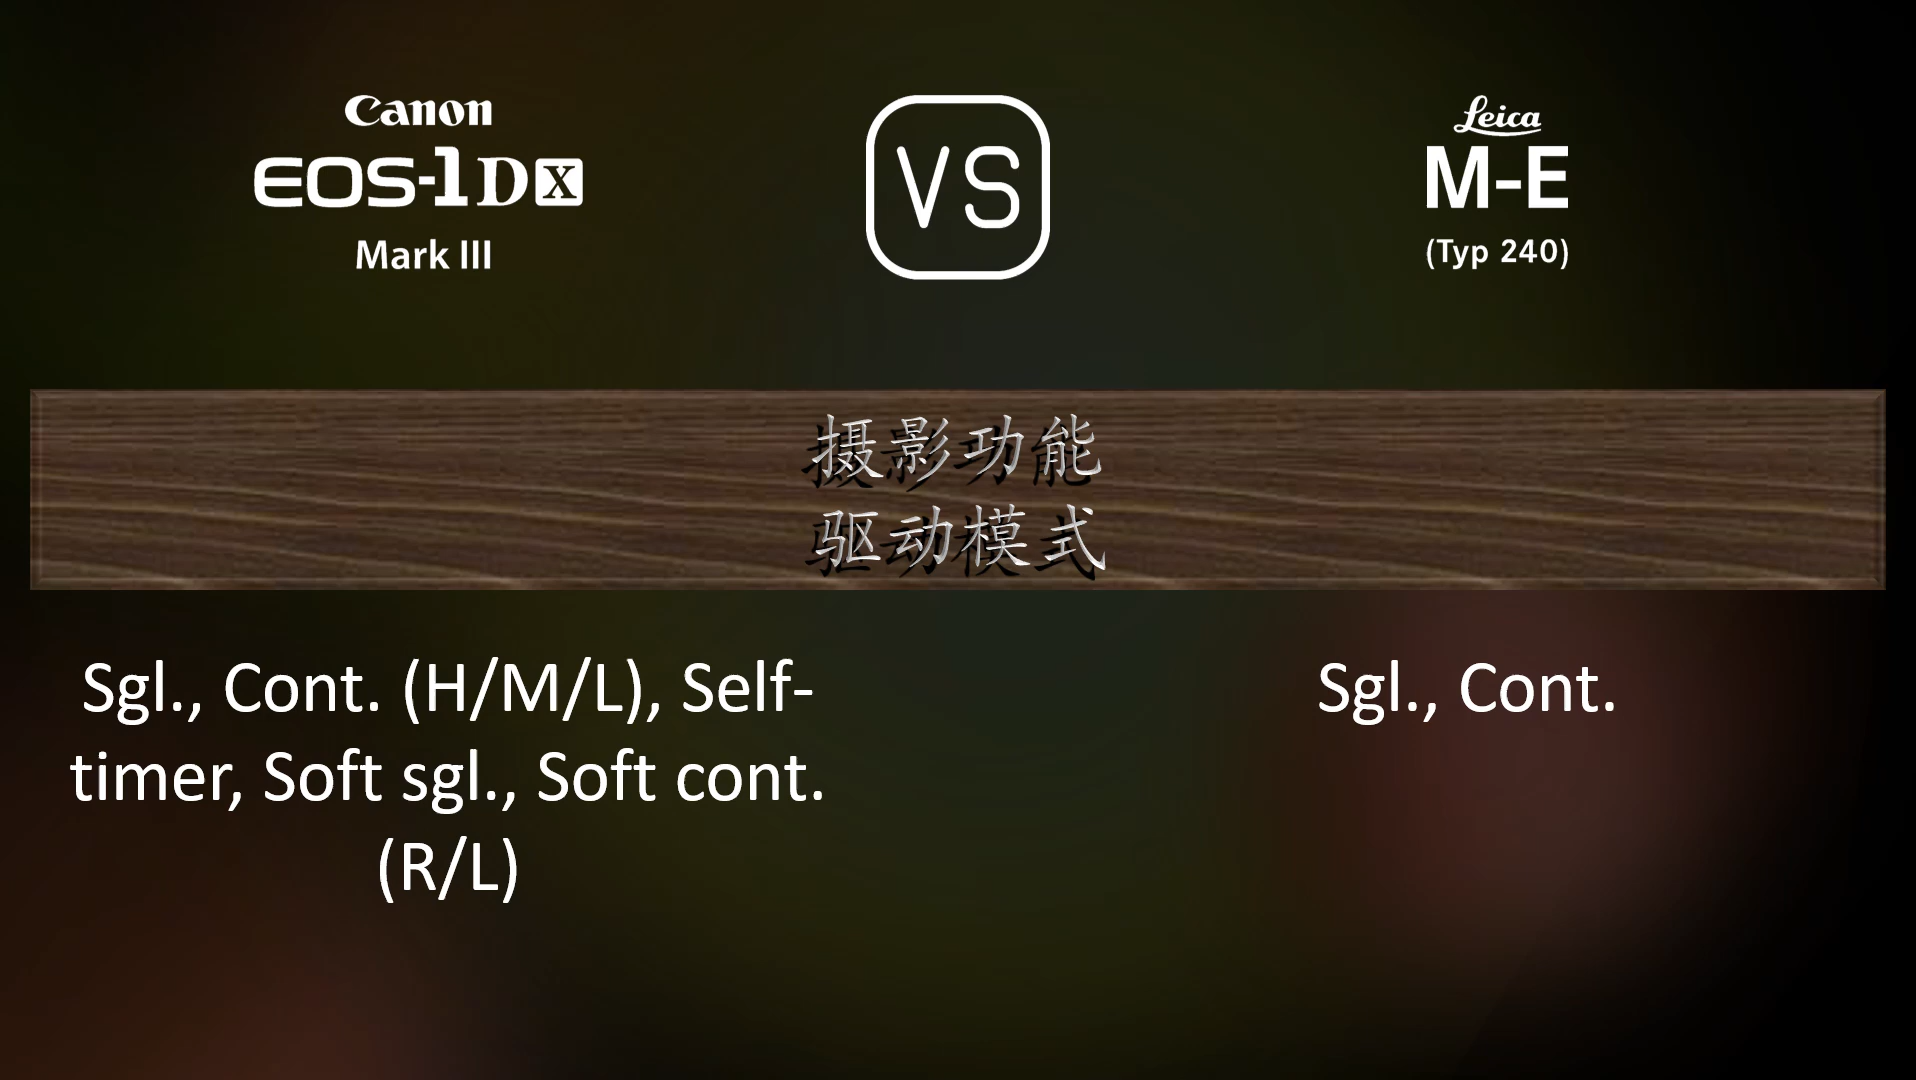 Canon
EOS-1 D X
Mark III
VS
Leica
M-E
(Typ 240)
摄影功能
驱动模式
Sgl., Cont. (H/M/L), Self-
timer, Soft sgl., Soft cont.
(R/L)
Sgl., Cont.